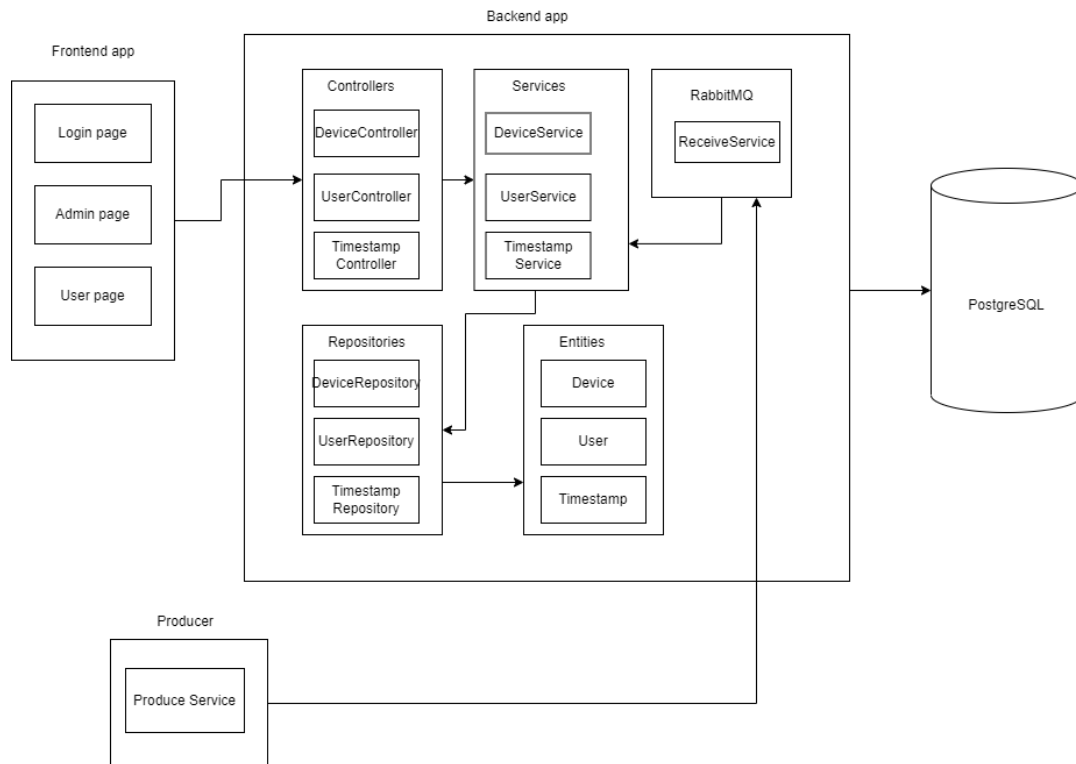 Backend app
Frontend app
Login page
Admin page
User page
Controllers
DeviceController
UserController
Timestamp
Controller
Services
DeviceService
UserService
Timestamp
Service
RabbitMQ
ReceiveService
Repositories
DeviceRepository
UserRepository
Timestamp
Repository
Entities
Device
User
Timestamp
PostgreSQL
Producer
Produce Service